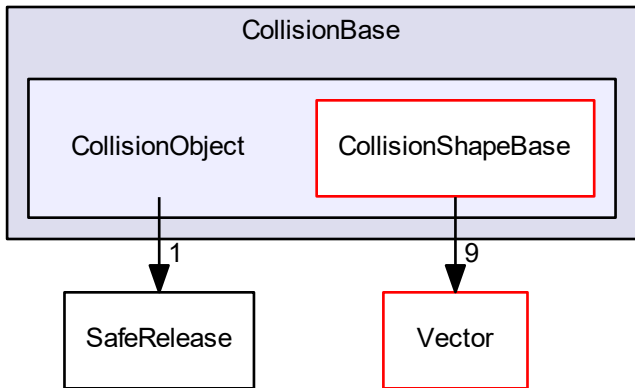 CollisionBase
CollisionObject
CollisionShapeBase
1
9
SafeRelease
Vector